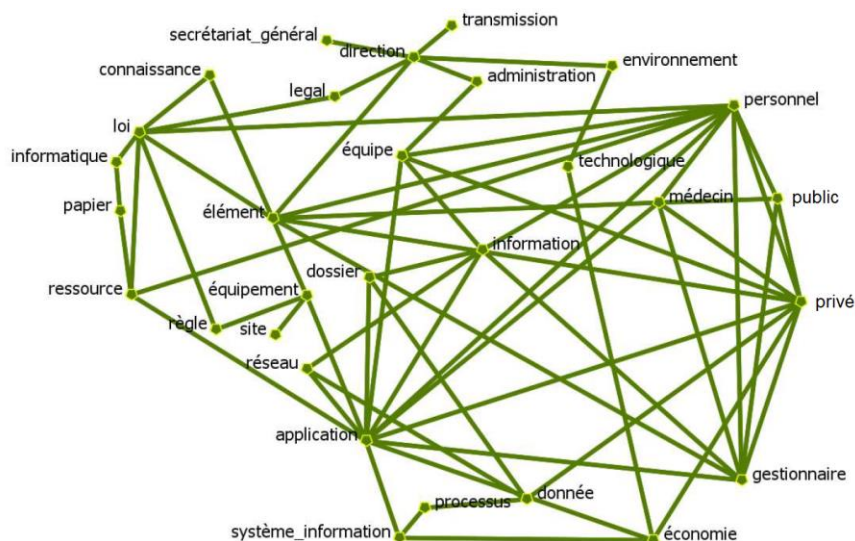 transmission
secrétariat_général
direction
environnement
connaissance
administration
legal
personnel
loi
équipe
informatique
technologique
papier
élément
médecin
public
information
dossier
ressource
équipement
privé
règle
site
réseau
application
gestionnaire
processus
donnée
système_information
économie